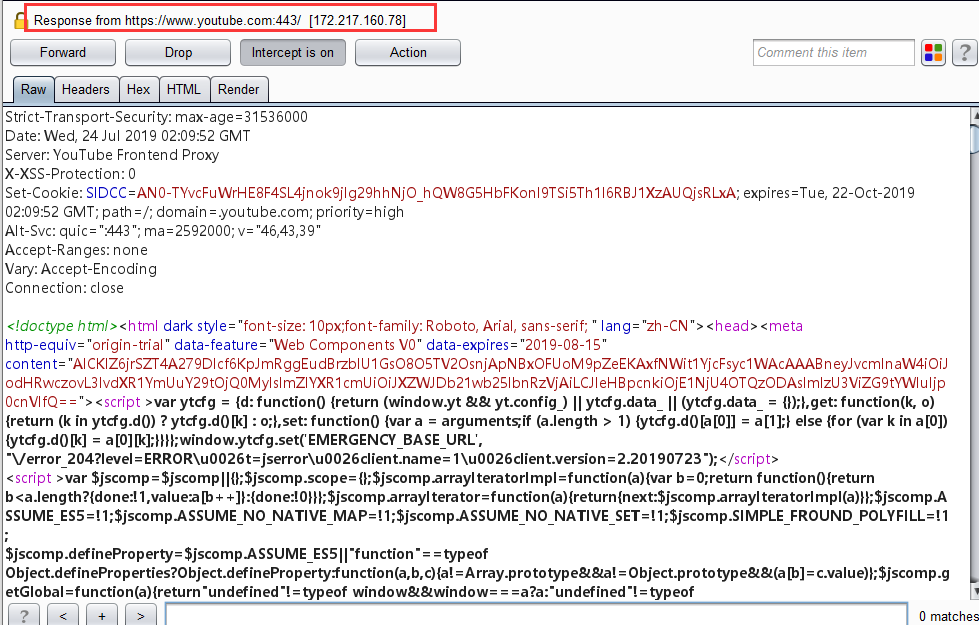 Response from https://www.youtube.com:443/ [172.217.160.78]
Forward Drop Intercept is on Action Comment this item ?
Raw Headers Hex HTML Render
Strict-Transport-Security: max-age=31536000
Date: Wed, 24 Jul 2019 02:09:52 GMT
Server: YouTube Frontend Proxy
X-XSS-Protection: 0
Set-Cookie: SIDCC=AN0-TYvcFuWrHE8F4SL4jnok9jIg29hhNjO_hQW8G5HbFKonI9TSi5Th1I6RBJ1XzAUQjsRLxA; expires=Tue, 22-Oct-2019
02:09:52 GMT; path=/; domain=.youtube.com; priority=high
Alt-Svc: quic=":443"; ma=2592000; v="46,43,39"
Accept-Ranges: none
Vary: Accept-Encoding
Connection: close
<!doctype html><html dark style="font-size: 10px;font-family: Roboto, Arial, sans-serif; " lang="zh-CN"><head><meta
http-equiv="origin-trial" data-feature="Web Components V0" data-expires="2019-08-15"
content="
"><script >var ytcfg = {d: function() {return (window.yt && yt.config_) || ytcfg.data_ || (ytcfg.data_ = {});},get: function(k, o)
{return (k in ytcfg.d()) ? ytcfg.d()[k] : o;},set: function() {var a = arguments;if (a.length > 1) {ytcfg.d()[a[0]] = a[1];} else {for (var k in a[0])
{ytcfg.d()[k] = a[0][k];}}}};window.ytcfg.set('EMERGENCY_BASE_URL',
"\/error_204?level=ERROR\u0026t=jserror\u0026client.name=1\u0026client.version=2.20190723");</script>
<script >var $jscomp=$jscomp||{};$jscomp.scope={};$jscomp.arrayIteratorImpl=function(a){var b=0;return function(){return
b<a.length?{done:!1,value:a[b++]}:{done:!0}}};$jscomp.arrayIterator=function(a){return{next:$jscomp.arrayIteratorImpl(a)}};$jscomp.A
SSUME_ES5=!1;$jscomp.ASSUME_NO_NATIVE_MAP=!1;$jscomp.ASSUME_NO_NATIVE_SET=!1;$jscomp.SIMPLE_FROUND_POLYFILL=!1
;
$jscomp.defineProperty=$jscomp.ASSUME_ES5||"function"==typeof
Object.defineProperties?Object.defineProperty:function(a,b,c){a!=Array.prototype&&a!=Object.prototype&&(a[b]=c.value)};$jscomp.g
etGlobal=function(a){return"undefined"!=typeof window&&window===a?a:"undefined"!=typeof
? < + > 0 matches